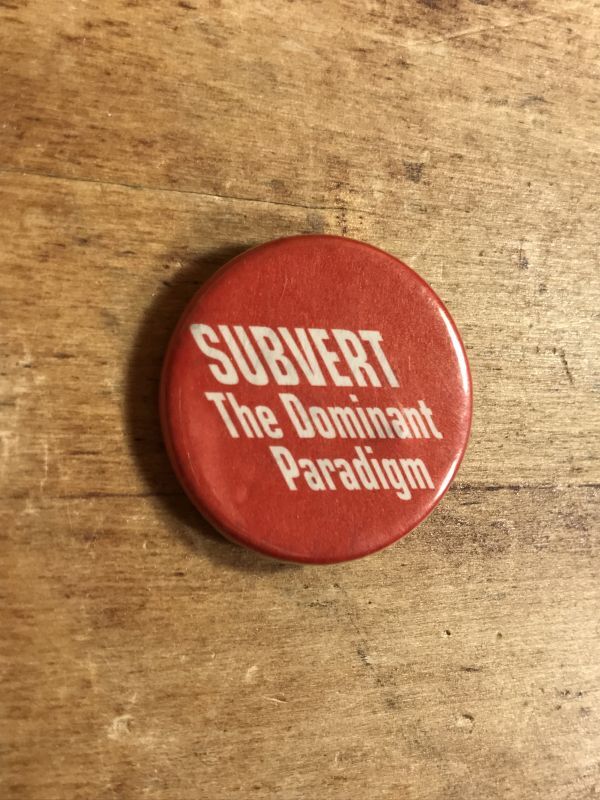 SUBVERT
The Dominant
Paradigm